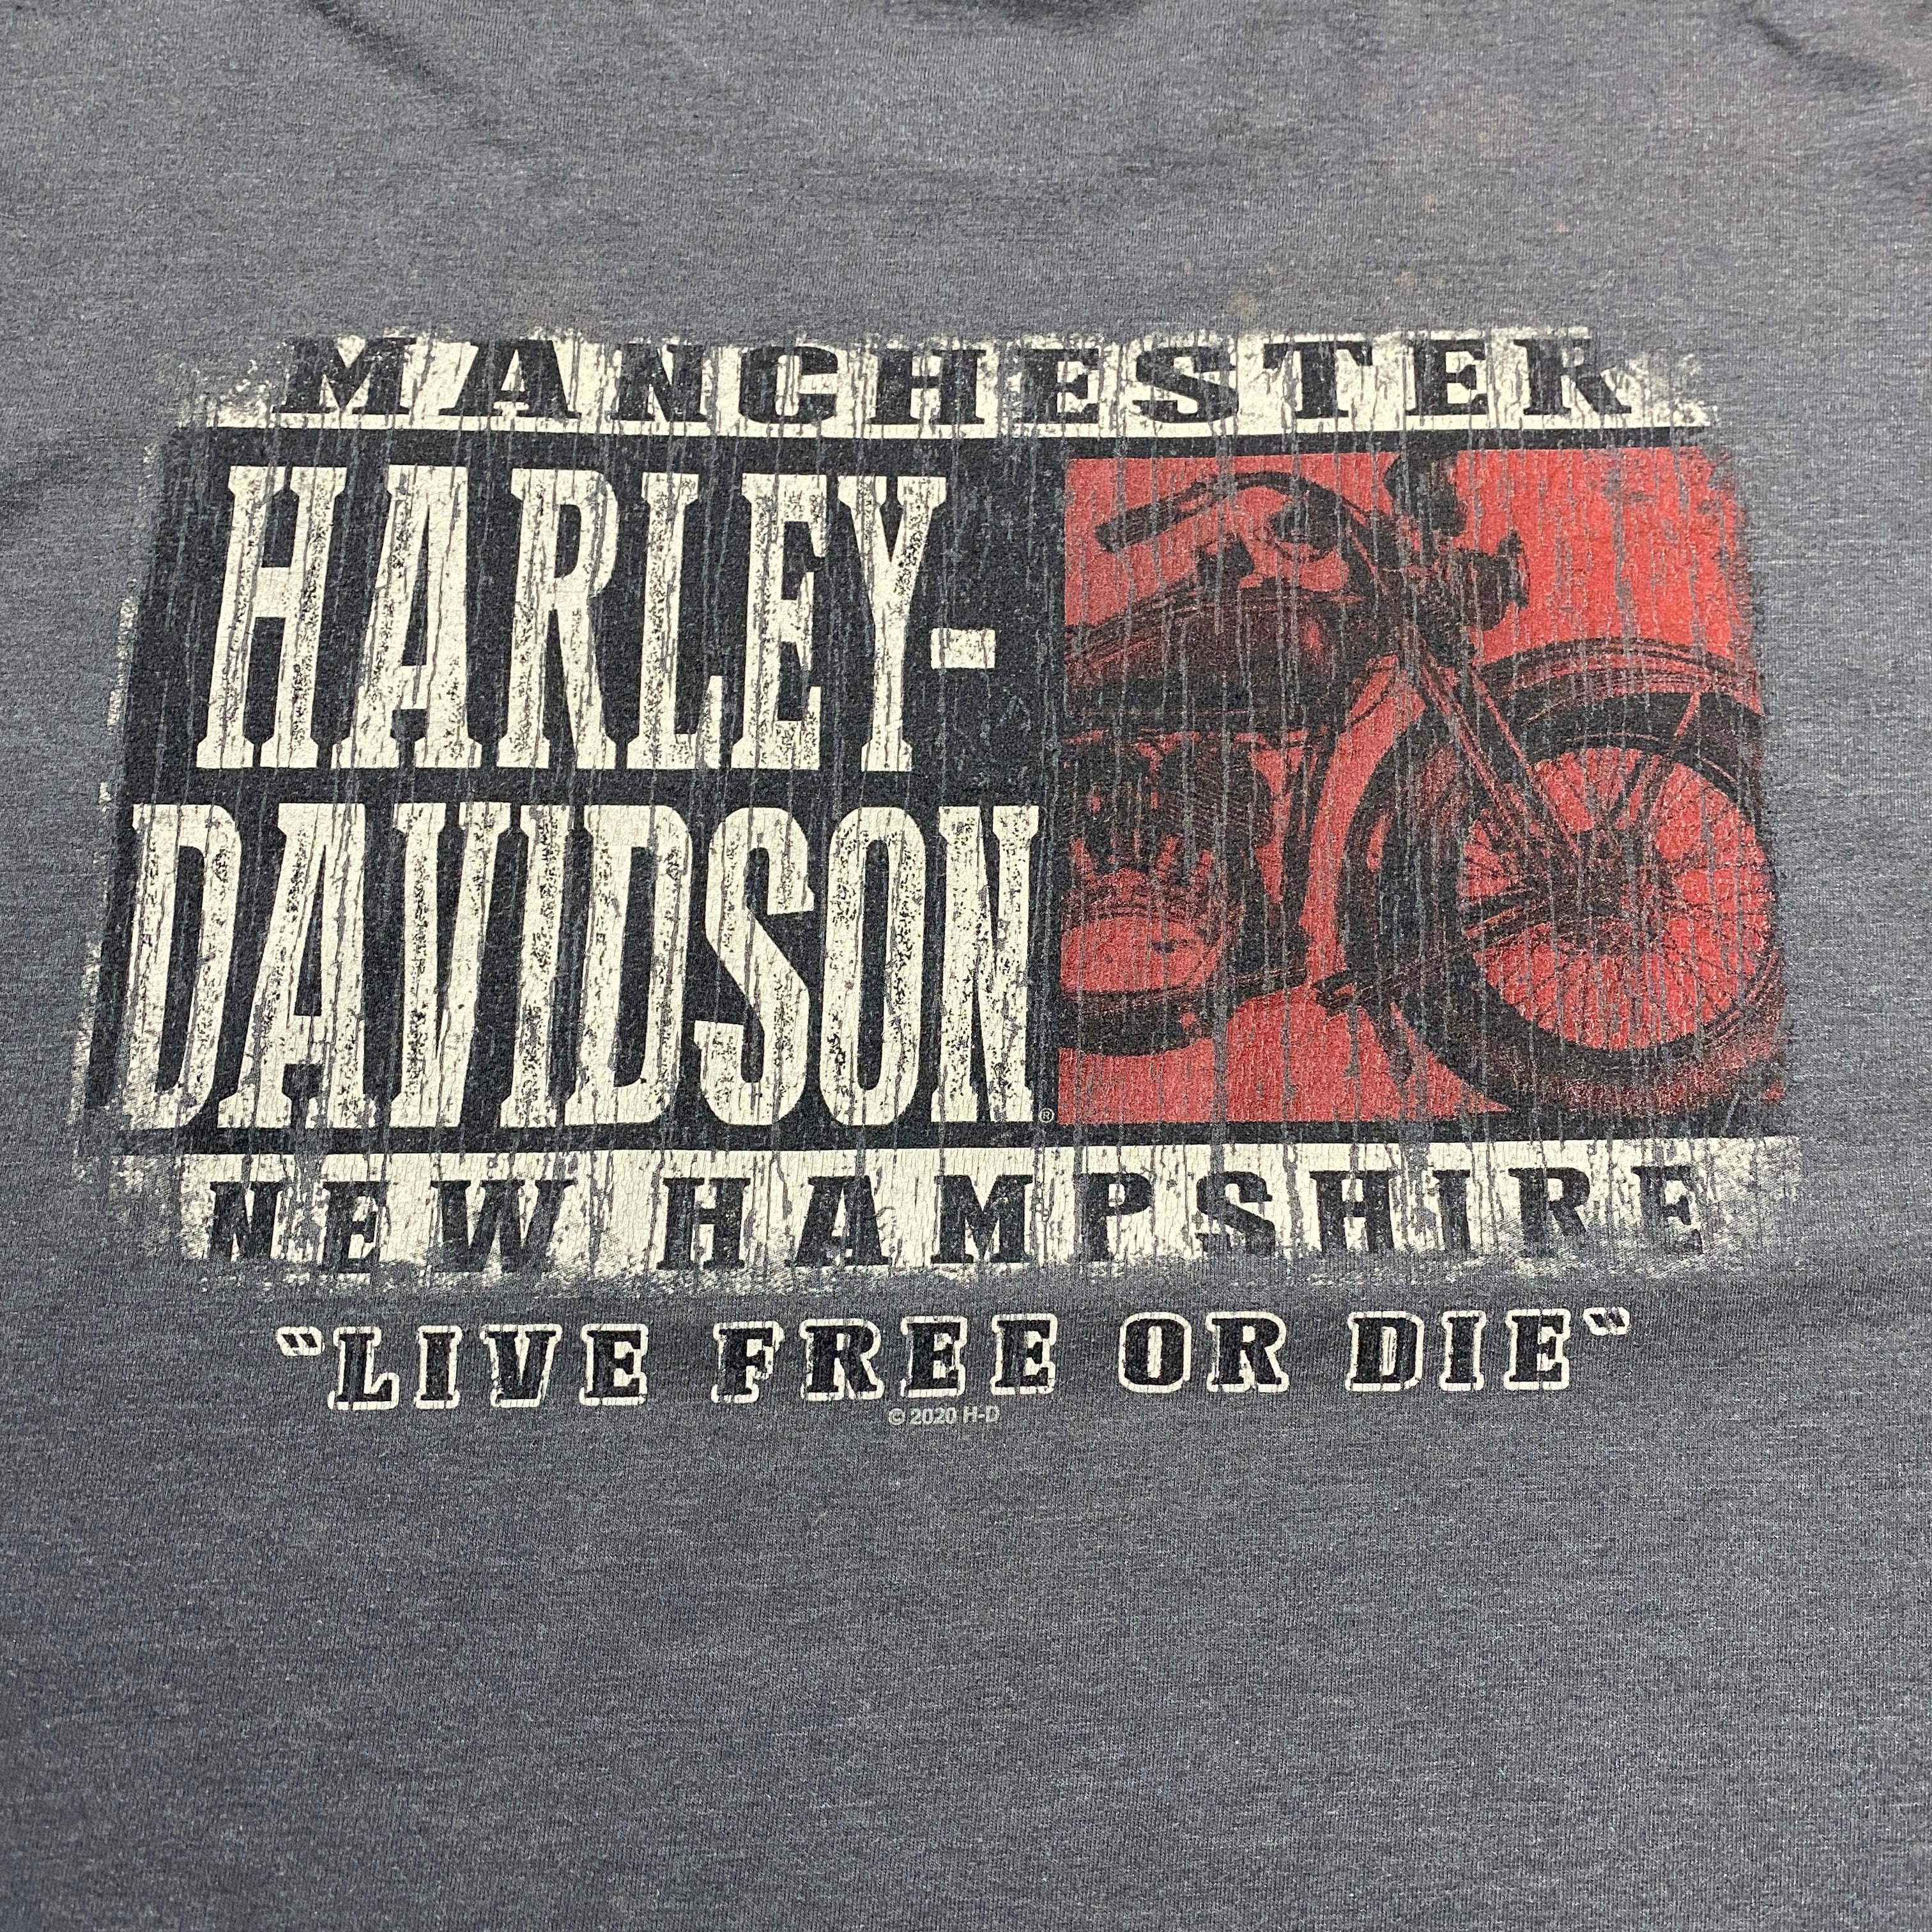 MANCHESTER
HARLEY-
DAVIDSON®
NEW HAMPSHIRE
"LIVE FREE OR DIE"
© 2020 H-D